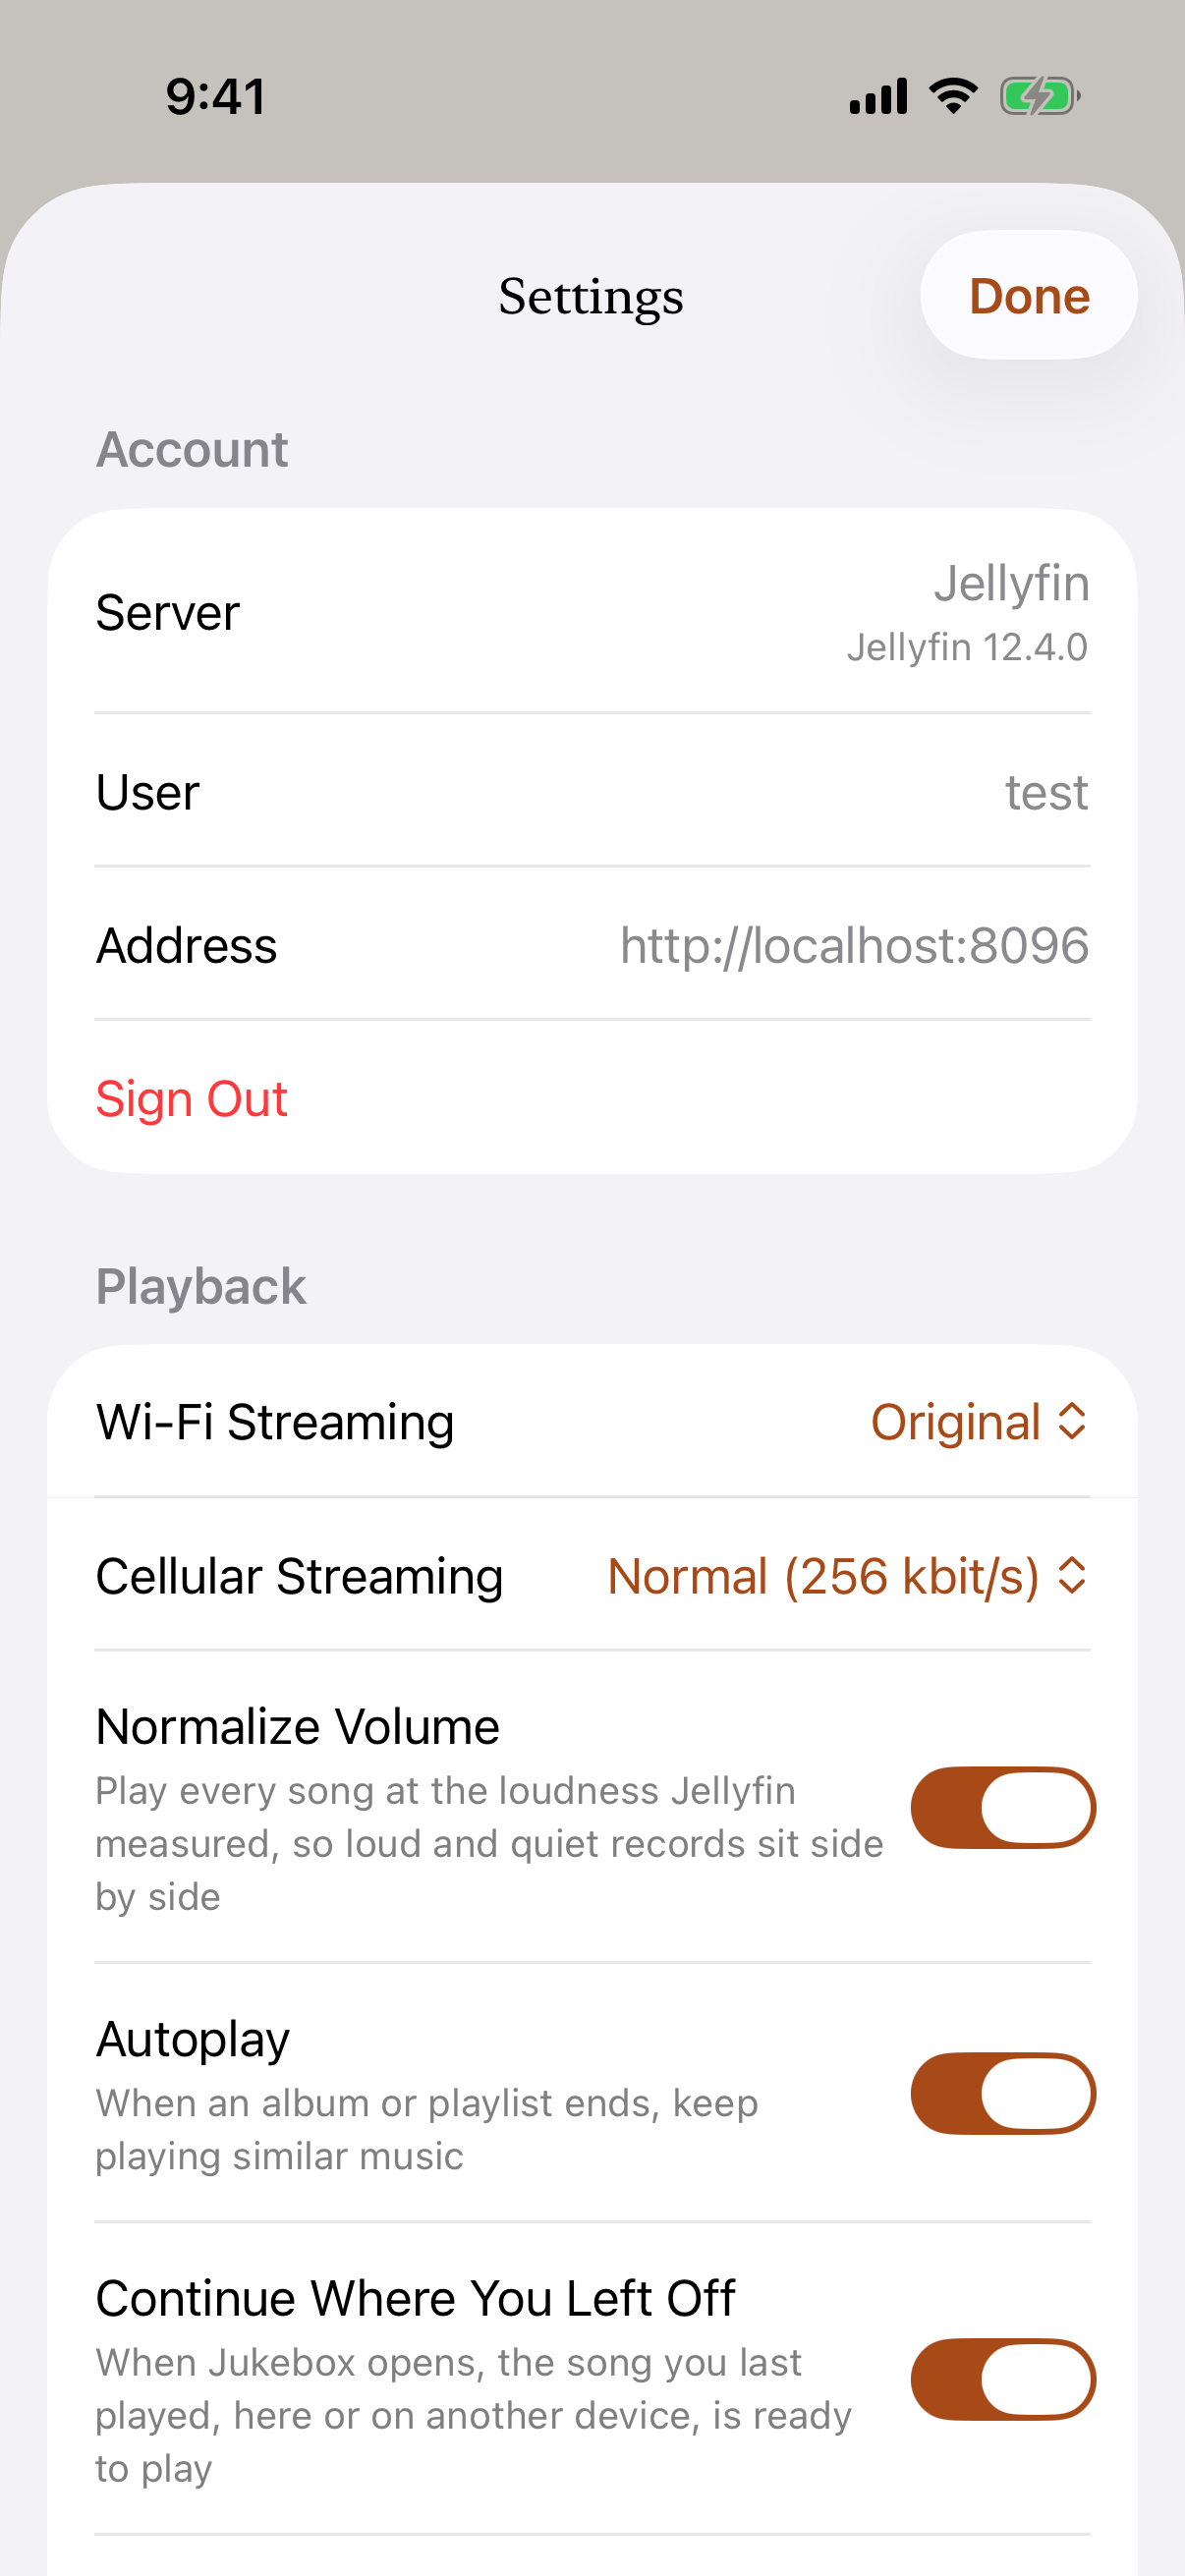 9:41
Settings
Done
Account
Server
Jellyfin
Jellyfin 12.4.0
User
test
Address
http://localhost:8096
Sign Out
Playback
Wi-Fi Streaming
Original
Cellular Streaming
Normal (256 kbit/s)
Normalize Volume
Play every song at the loudness Jellyfin
measured, so loud and quiet records sit side
by side
Autoplay
When an album or playlist ends, keep
playing similar music
Continue Where You Left Off
When Jukebox opens, the song you last
played, here or on another device, is ready
to play